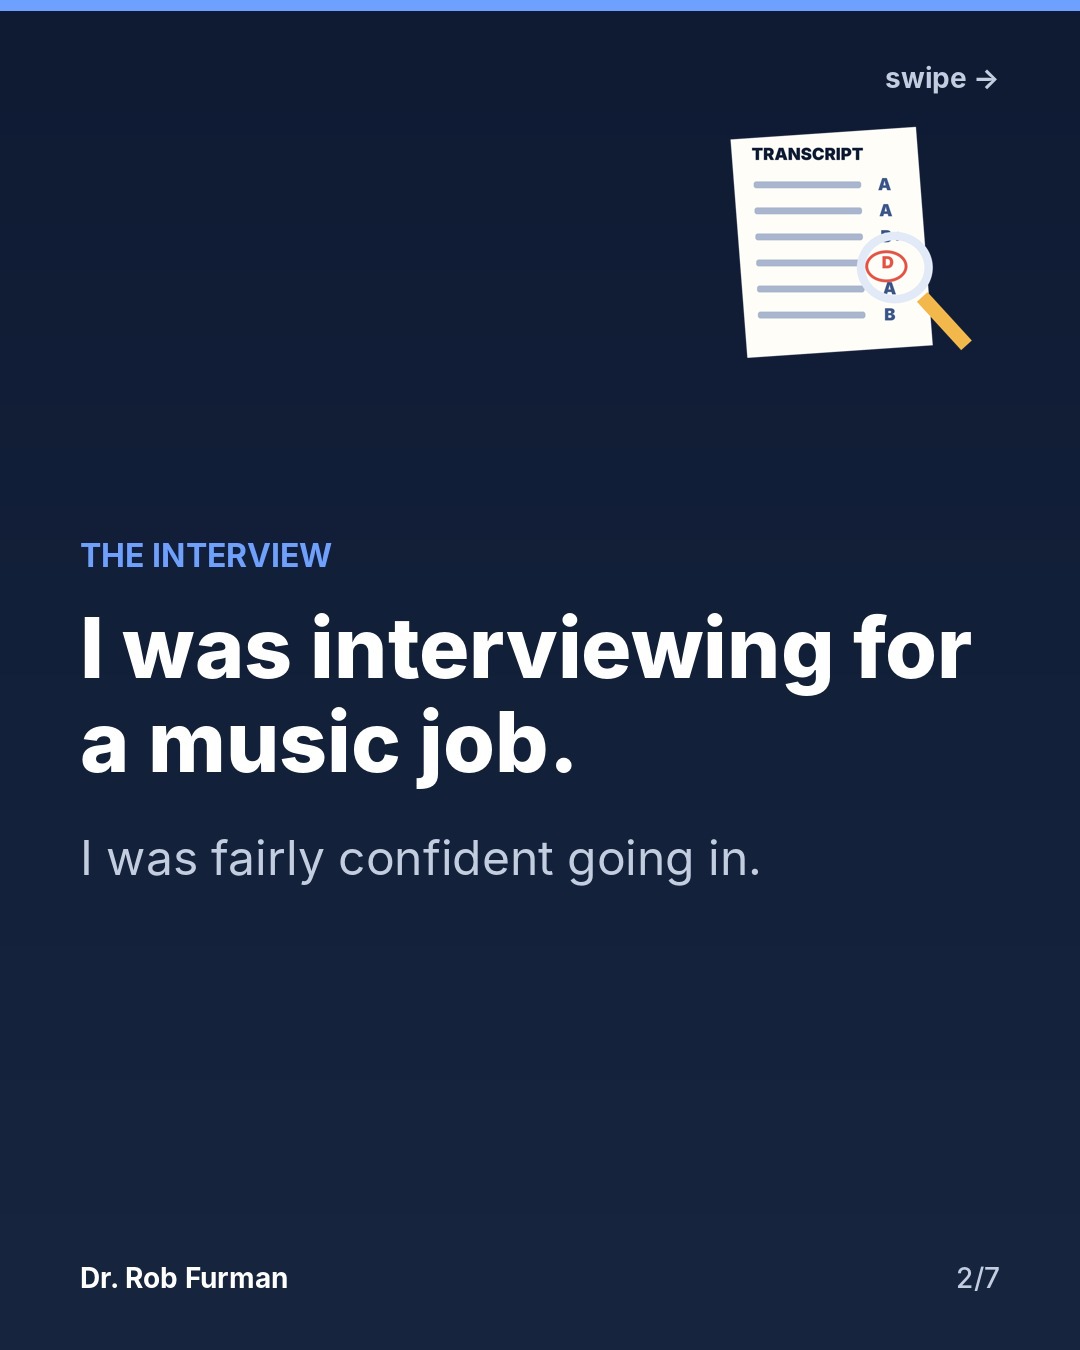 swipe →
TRANSCRIPT
A
A
D
A
B
THE INTERVIEW
I was interviewing for
a music job.
I was fairly confident going in.
Dr. Rob Furman
2/7